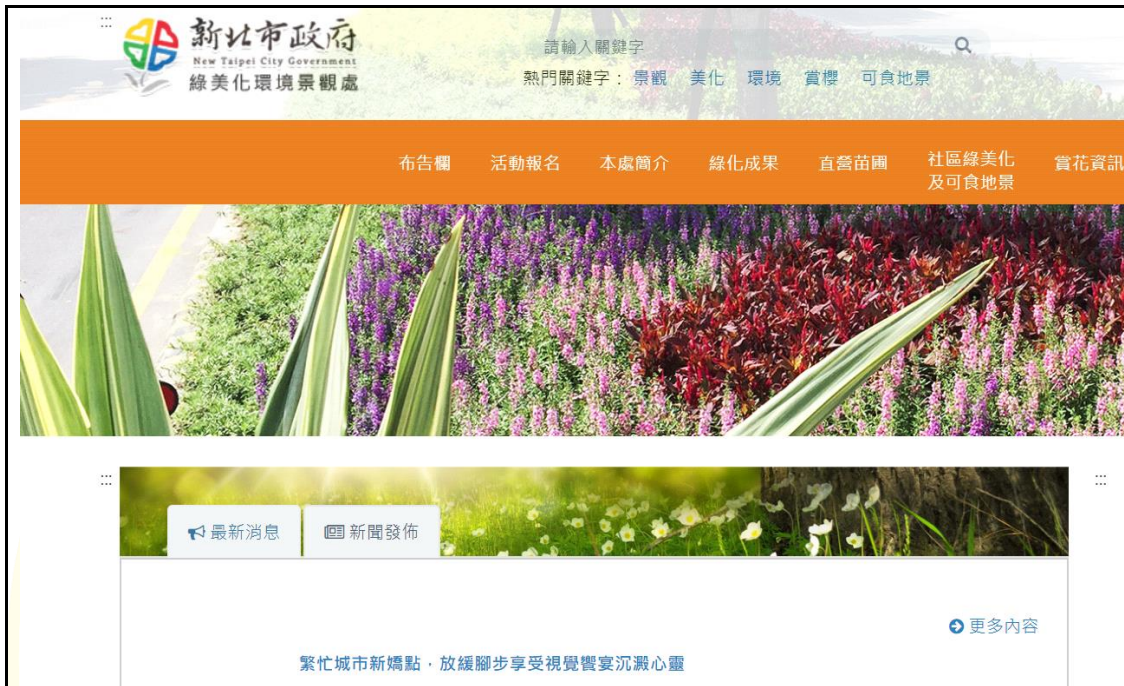 :::
新北市政府
New Taipei City Government
綠美化環境景觀處
請輸入關鍵字
熱門關鍵字： 景觀 美化 環境 賞櫻 可食地景
布告欄 活動報名 本處簡介 綠化成果 直營苗圃 社區綠美化 賞花資訊
及可食地景
:::
:::
最新消息 新聞發佈
更多內容
繁忙城市新嬌點，放緩腳步享受視覺饗宴沉澱心靈